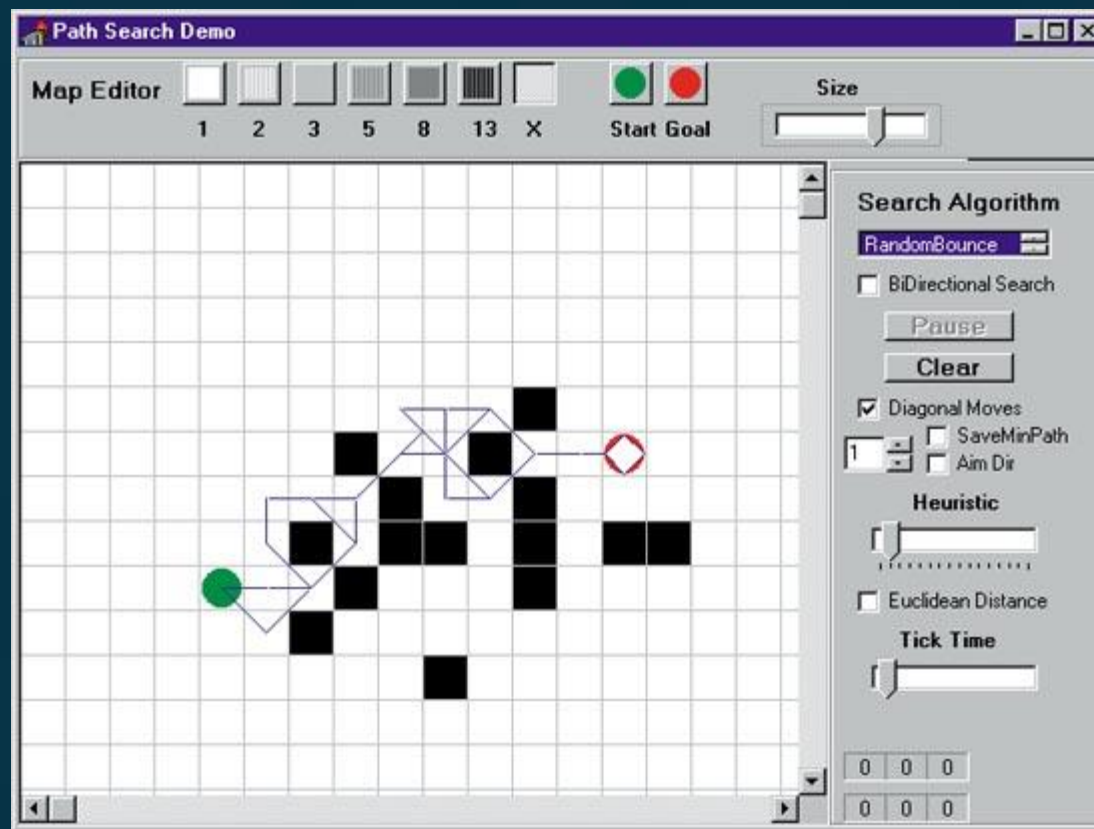 Path Search Demo
Map Editor
1 2 3 5 8 13 X
Start Goal
Size
Search Algorithm
RandomBounce
BiDirectional Search
Pause
Clear
Diagonal Moves
1
SaveMinPath
Aim Dir
Heuristic
Euclidean Distance
Tick Time
0 0 0
0 0 0